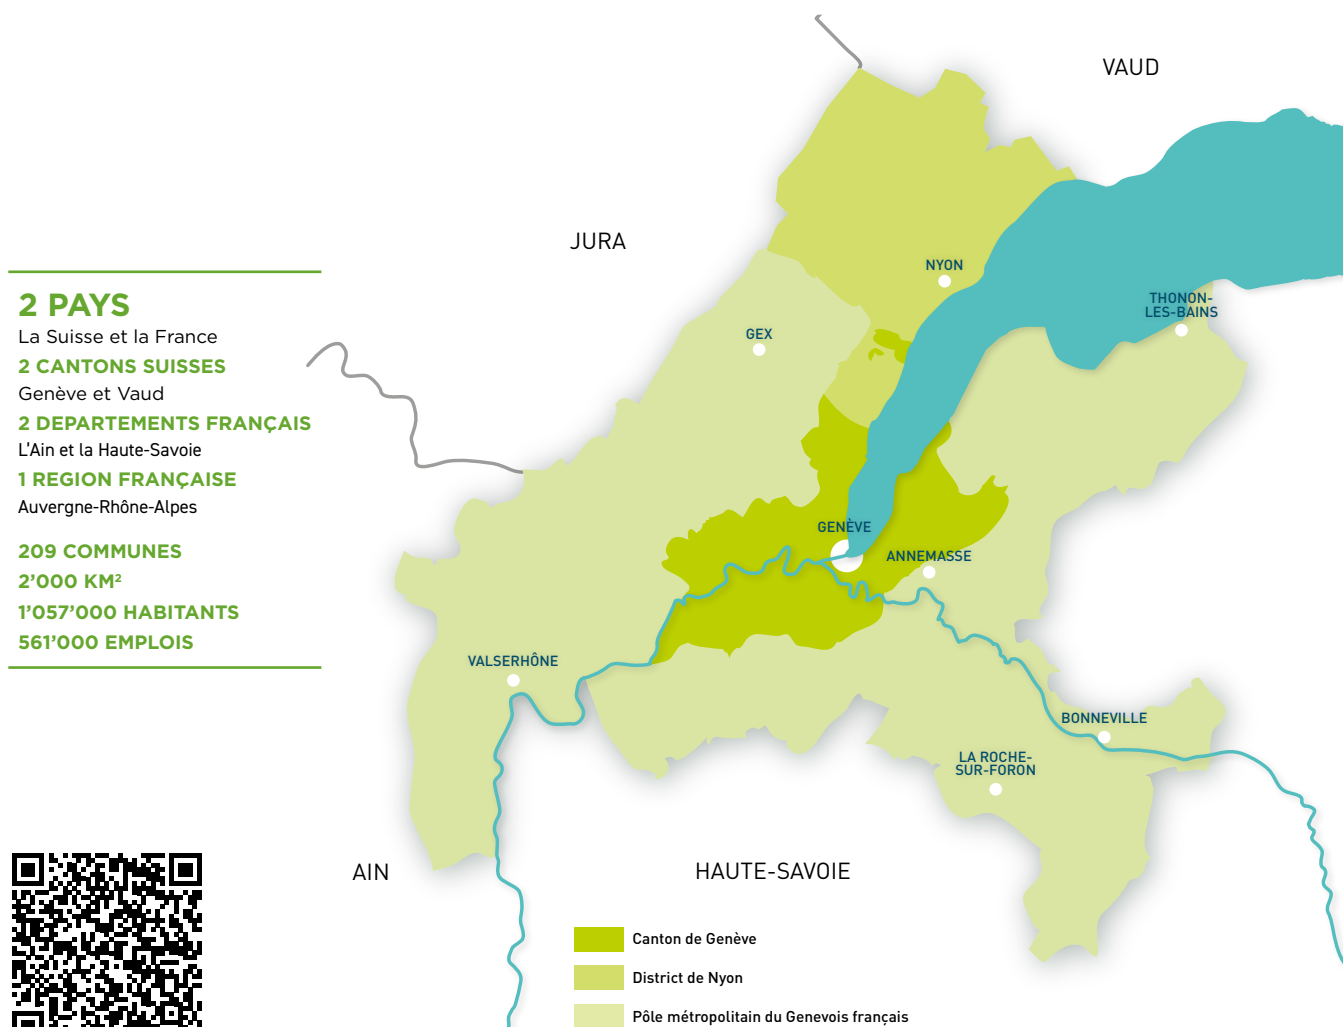 VAUD
JURA
2 PAYS
La Suisse et la France
2 CANTONS SUISSES
Genève et Vaud
2 DEPARTEMENTS FRANÇAIS
L'Ain et la Haute-Savoie
1 REGION FRANÇAISE
Auvergne-Rhône-Alpes
209 COMMUNES
2’000 KM²
1’057’000 HABITANTS
561’000 EMPLOIS
NYON
THONON-
LES-BAINS
GEX
GENÈVE
ANNEMASSE
VALSERHÔNE
BONNEVILLE
LA ROCHE-
SUR-FORON
AIN
HAUTE-SAVOIE
Canton de Genève
District de Nyon
Pôle métropolitain du Genevois français